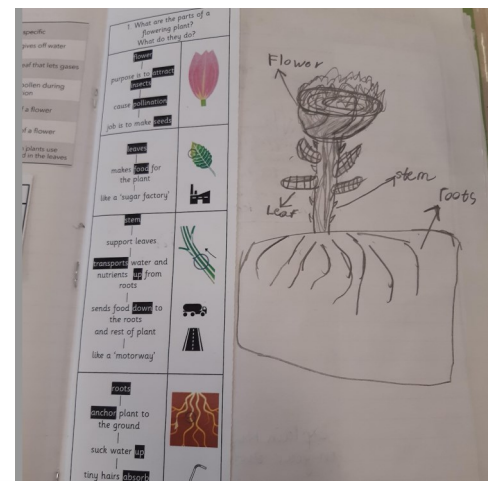 specific
gives off water
eaf that lets gases
pollen during
ion
f a flower
of a flower
plants use
d in the leaves
1. What are the parts of a
flowering plant?
What do they do?
flower
purpose is to attract
insects
cause pollination
job is to make seeds
leaves
makes food for
the plant
like a 'sugar factory'
stem
support leaves
transports water and
nutrients up from
roots
sends food down to
the roots
and rest of plant
like a 'motorway'
roots
anchor plant to
the ground
suck water up
tiny hairs absorb
Flower
stem
Leaf
roots